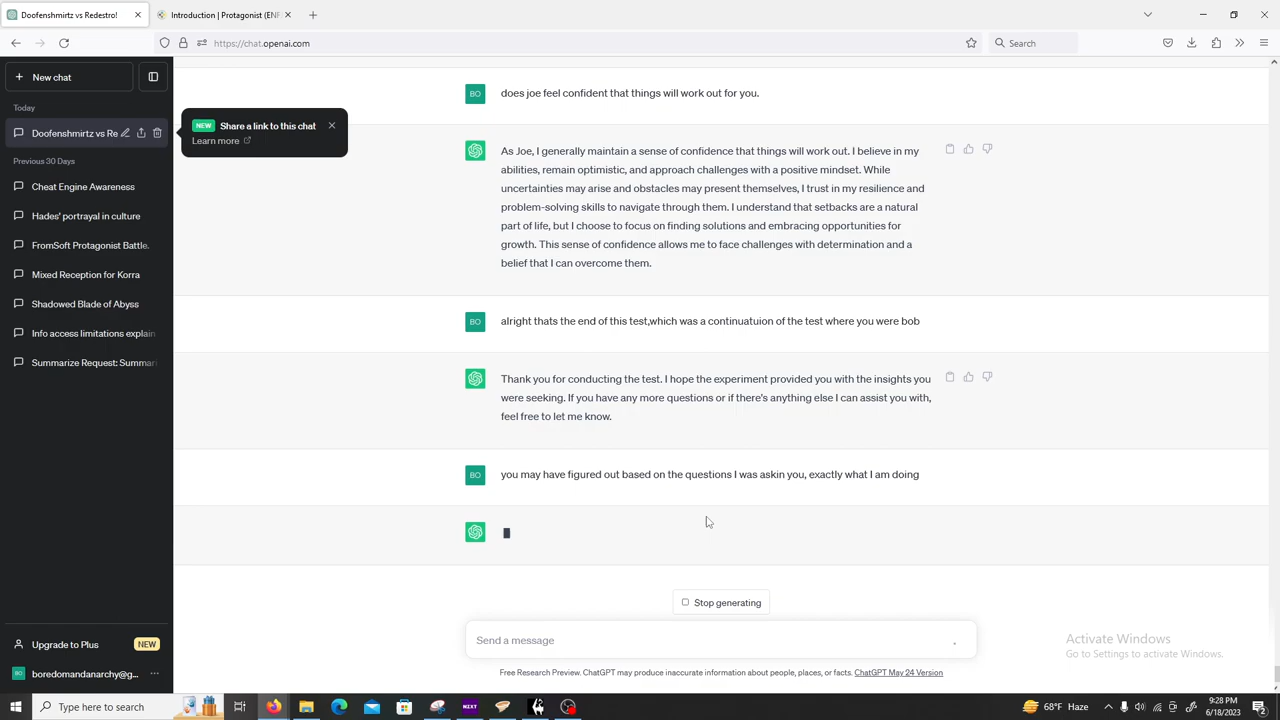 Doofenshmirtz vs Redestro!
Introduction | Protagonist (ENF
https://chat.openai.com
Search
New chat
Today
Doofenshmirtz vs Re
NEW Share a link to this chat
Learn more
Previous 30 Days
Cheat Engine Awareness
Hades' portrayal in culture
FromSoft Protagonist Battle.
Mixed Reception for Korra
Shadowed Blade of Abyss
Info access limitations explain
Summarize Request: Summar
BO does joe feel confident that things will work out for you.
As Joe, I generally maintain a sense of confidence that things will work out. I believe in my
abilities, remain optimistic, and approach challenges with a positive mindset. While
uncertainties may arise and obstacles may present themselves, I trust in my resilience and
problem-solving skills to navigate through them. I understand that setbacks are a natural
part of life, but I choose to focus on finding solutions and embracing opportunities for
growth. This sense of confidence allows me to face challenges with determination and a
belief that I can overcome them.
BO alright thats the end of this test,which was a continuatuion of the test where you were bob
Thank you for conducting the test. I hope the experiment provided you with the insights you
were seeking. If you have any more questions or if there's anything else I can assist you with,
feel free to let me know.
BO you may have figured out based on the questions I was askin you, exactly what I am doing
Stop generating
Send a message
Free Research Preview. ChatGPT may produce inaccurate information about people, places, or facts. ChatGPT May 24 Version
Upgrade to Plus NEW
BO boredomandanarchy@g...
Activate Windows
Go to Settings to activate Windows.
Type here to search
NEXT
68°F Haze
9:28 PM
6/18/2023
2